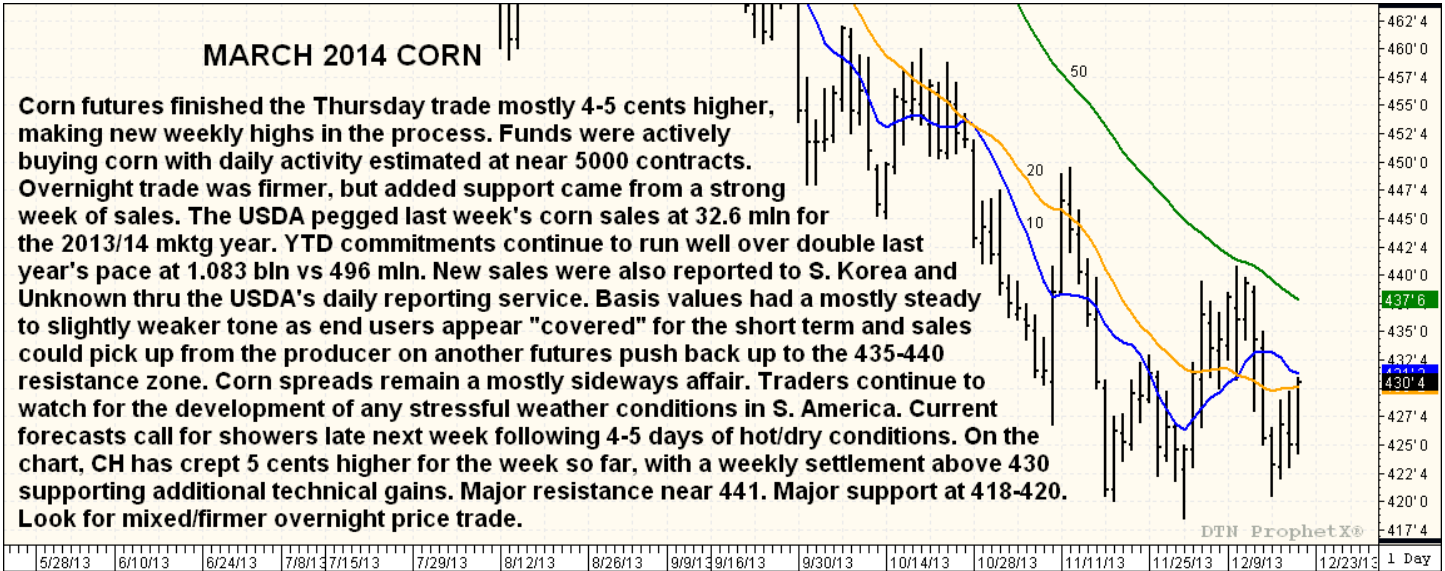 MARCH 2014 CORN
Corn futures finished the Thursday trade mostly 4-5 cents higher,
making new weekly highs in the process. Funds were actively
buying corn with daily activity estimated at near 5000 contracts.
Overnight trade was firmer, but added support came from a strong
week of sales. The USDA pegged last week's corn sales at 32.6 mln for
the 2013/14 mktg year. YTD commitments continue to run well over double last
year's pace at 1.083 bln vs 496 mln. New sales were also reported to S. Korea and
Unknown thru the USDA's daily reporting service. Basis values had a mostly steady
to slightly weaker tone as end users appear "covered" for the short term and sales
could pick up from the producer on another futures push back up to the 435-440
resistance zone. Corn spreads remain a mostly sideways affair. Traders continue to
watch for the development of any stressful weather conditions in S. America. Current
forecasts call for showers late next week following 4-5 days of hot/dry conditions. On the
chart, CH has crept 5 cents higher for the week so far, with a weekly settlement above 430
supporting additional technical gains. Major resistance near 441. Major support at 418-420.
Look for mixed/firmer overnight price trade.
50
20
10
462'4
460'0
457'4
455'0
452'4
450'0
447'4
445'0
442'4
440'0
437'6
435'0
432'4
430'4
427'4
425'0
422'4
420'0
417'4
DTN ProphetX®
5/28/13 6/10/13 6/24/13 7/8/13 7/15/13 7/29/13 8/12/13 8/26/13 9/9/13 9/16/13 9/30/13 10/14/13 10/28/13 11/11/13 11/25/13 12/9/13 12/23/13
1 Day